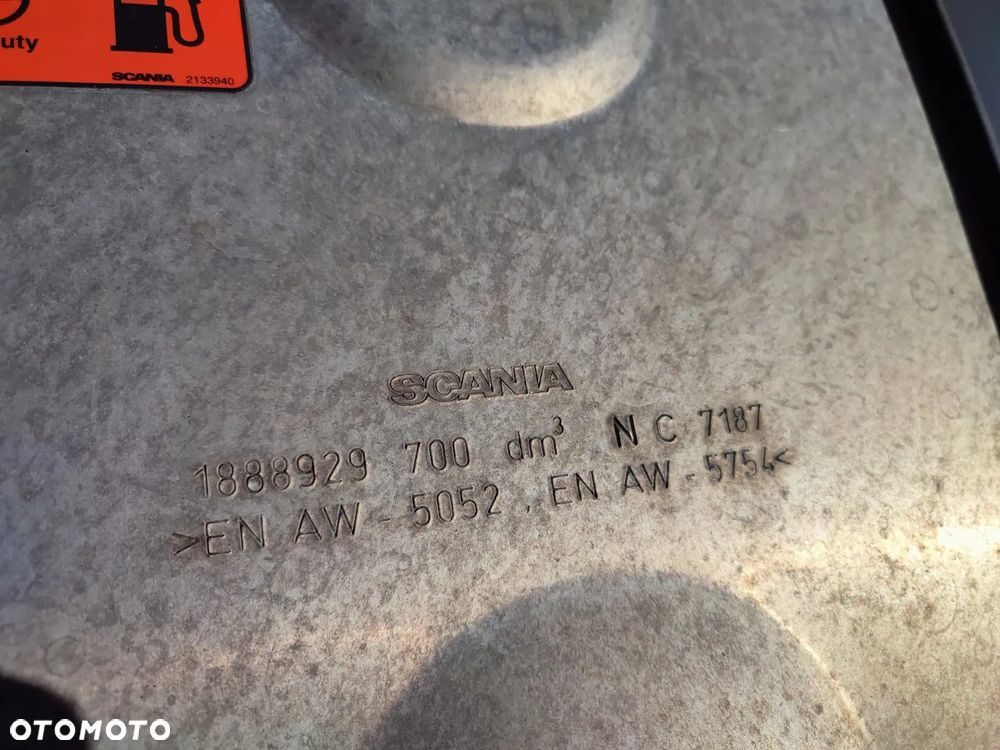 uty
SCANIA 2133940
SCANIA
1888929 700 dm³ N C 7187
>EN AW - 5052 , EN AW - 5754<
OTOMOTO